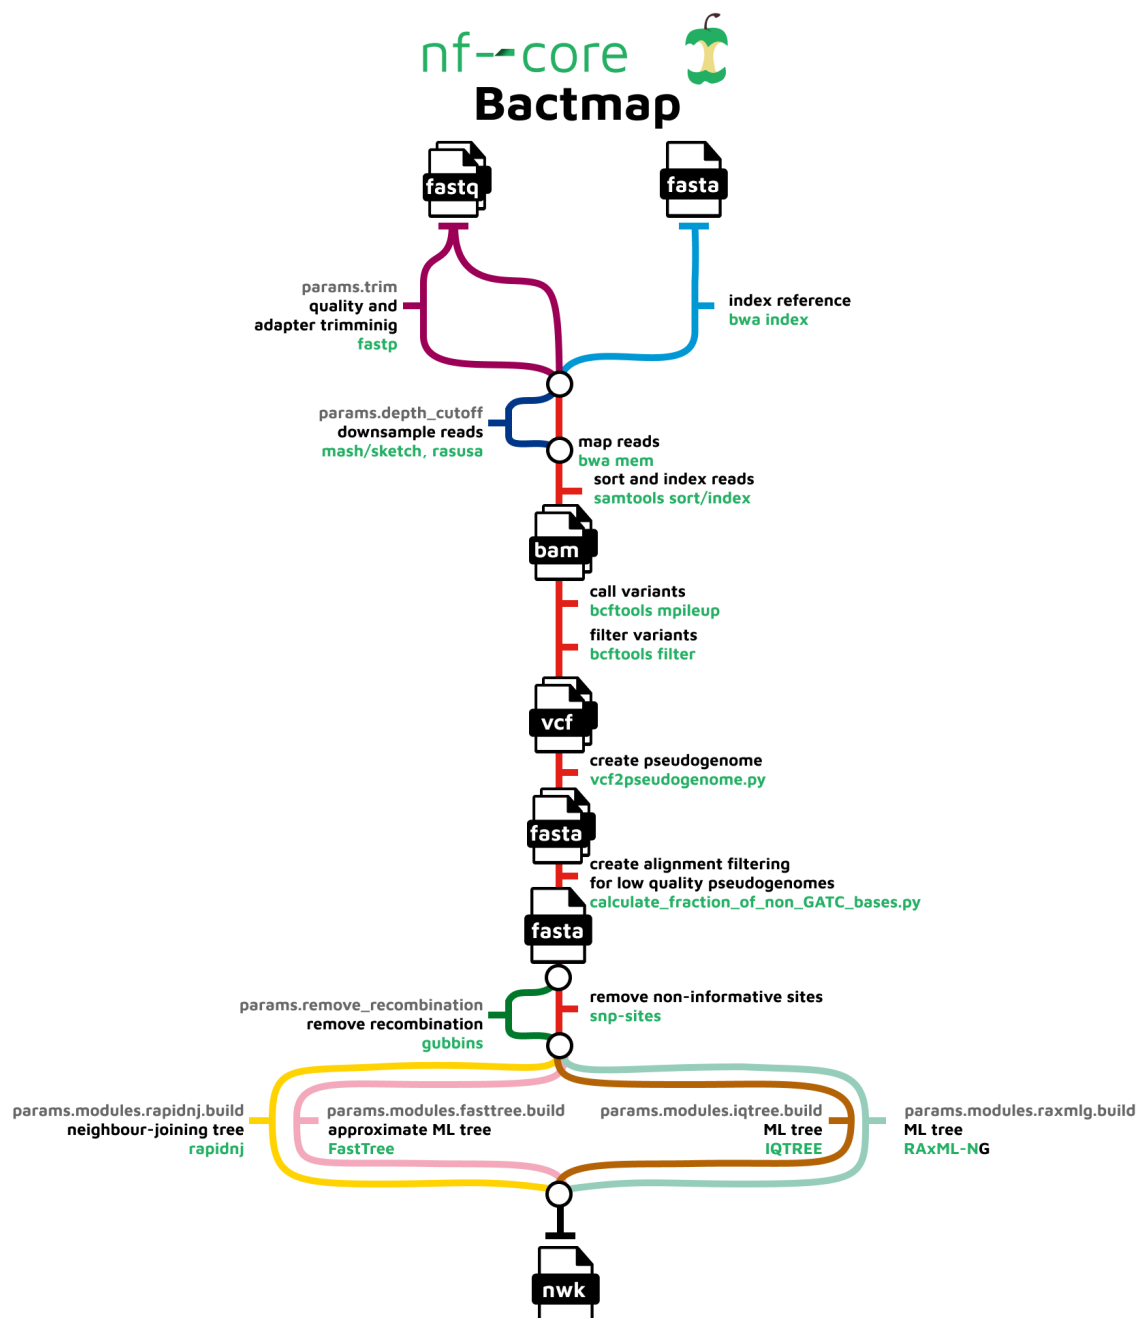 nf-core
Bactmap
fastq
fasta
params.trim
quality and
adapter trimminig
fastp
index reference
bwa index
params.depth_cutoff
downsample reads
mash/sketch, rasusa
map reads
bwa mem
sort and index reads
samtools sort/index
bam
call variants
bcftools mpileup
filter variants
bcftools filter
vcf
create pseudogenome
vcf2pseudogenome.py
fasta
create alignment filtering
for low quality pseudogenomes
calculate_fraction_of_non_GATC_bases.py
fasta
params.remove_recombination
remove recombination
gubbins
remove non-informative sites
snp-sites
params.modules.rapidnj.build
neighbour-joining tree
rapidnj
params.modules.fasttree.build
approximate ML tree
FastTree
params.modules.iqtree.build
ML tree
IQTREE
params.modules.raxmlg.build
ML tree
RAxML-NG
nwk